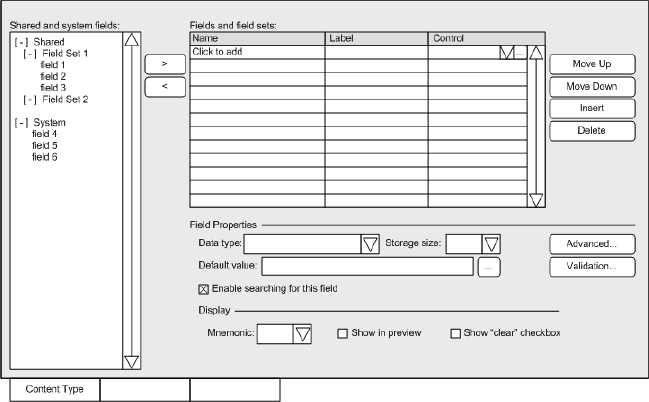 Shared and system fields:
[-] Shared
[-] Field Set 1
field 1
field 2
field 3
[-] Field Set 2
[-] System
field 4
field 5
field 6
>
<
Fields and field sets:
Name Label Control
Click to add ...
Move Up
Move Down
Insert
Delete
Field Properties
Data type: Storage size: Advanced...
Default value: ... Validation...
Enable searching for this field
Display
Mnemonic: Show in preview Show "clear" checkbox
Content Type